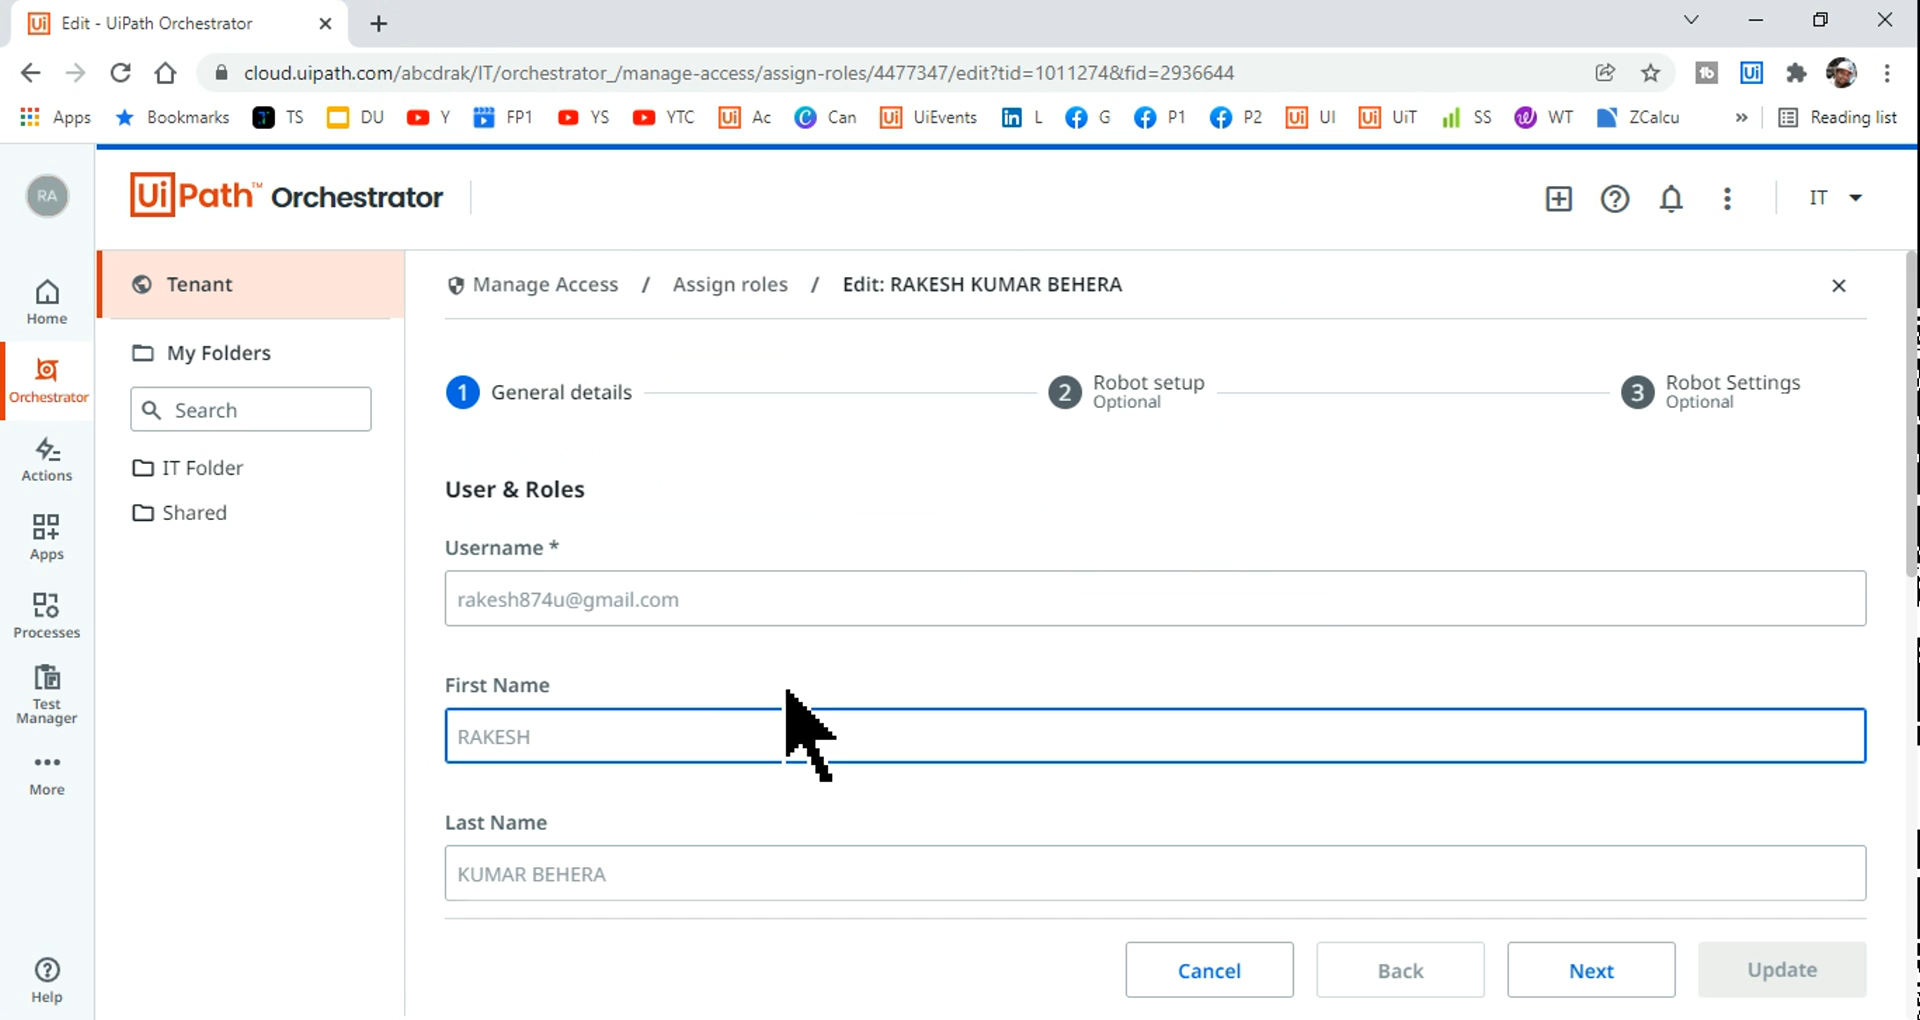 Edit - UiPath Orchestrator
cloud.uipath.com/abcdrak/IT/orchestrator_/manage-access/assign-roles/4477347/edit?tid=1011274&fid=2936644
Apps Bookmarks TS DU Y FP1 YS YTC Ac Can UiEvents L G P1 P2 UI UiT SS WT ZCalcu » Reading list
RA
UiPath™ Orchestrator
IT
Home
Orchestrator
Actions
Apps
Processes
Test
Manager
More
Help
Tenant
My Folders
Search
IT Folder
Shared
Manage Access / Assign roles / Edit: RAKESH KUMAR BEHERA
1 General details
2 Robot setup
Optional
3 Robot Settings
Optional
User & Roles
Username *
rakesh874u@gmail.com
First Name
RAKESH
Last Name
KUMAR BEHERA
Cancel Back Next Update